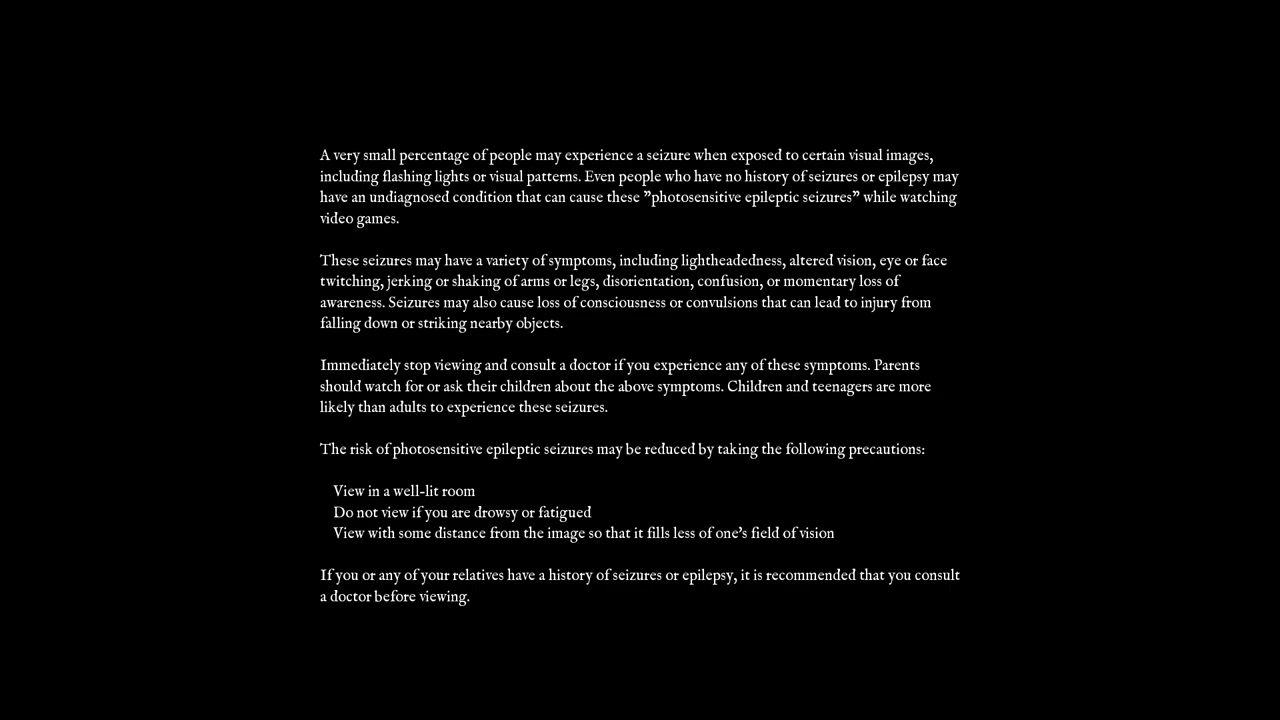 A very small percentage of people may experience a seizure when exposed to certain visual images,
including flashing lights or visual patterns. Even people who have no history of seizures or epilepsy may
have an undiagnosed condition that can cause these ”photosensitive epileptic seizures” while watching
video games.
These seizures may have a variety of symptoms, including lightheadedness, altered vision, eye or face
twitching, jerking or shaking of arms or legs, disorientation, confusion, or momentary loss of
awareness. Seizures may also cause loss of consciousness or convulsions that can lead to injury from
falling down or striking nearby objects.
Immediately stop viewing and consult a doctor if you experience any of these symptoms. Parents
should watch for or ask their children about the above symptoms. Children and teenagers are more
likely than adults to experience these seizures.
The risk of photosensitive epileptic seizures may be reduced by taking the following precautions:
View in a well-lit room
Do not view if you are drowsy or fatigued
View with some distance from the image so that it fills less of one's field of vision
If you or any of your relatives have a history of seizures or epilepsy, it is recommended that you consult
a doctor before viewing.